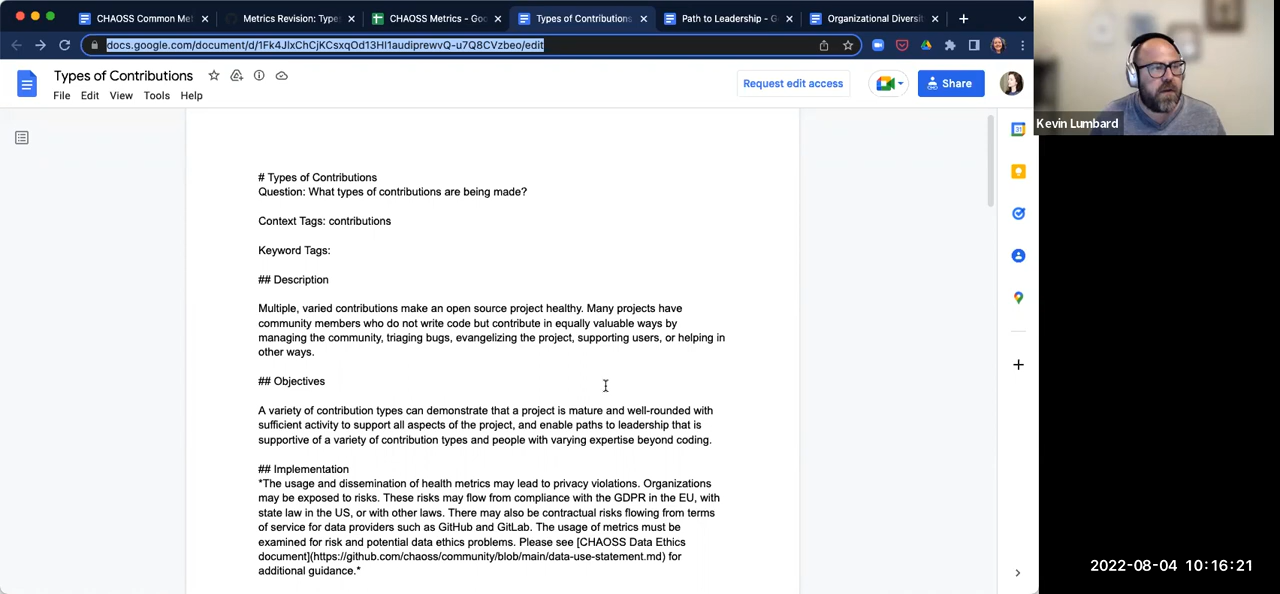 CHAOSS Common Met
Metrics Revision: Type
CHAOSS Metrics - Goo
Types of Contributions
Path to Leadership - G
Organizational Diversit
docs.google.com/document/d/1Fk4JlxChCjKCsxqOd13HI1audiprewvQ-u7Q8CVzbeo/edit
Types of Contributions
File Edit View Tools Help
Request edit access
Share
Kevin Lumbard
# Types of Contributions
Question: What types of contributions are being made?
Context Tags: contributions
Keyword Tags:
## Description
Multiple, varied contributions make an open source project healthy. Many projects have
community members who do not write code but contribute in equally valuable ways by
managing the community, triaging bugs, evangelizing the project, supporting users, or helping in
other ways.
## Objectives
A variety of contribution types can demonstrate that a project is mature and well-rounded with
sufficient activity to support all aspects of the project, and enable paths to leadership that is
supportive of a variety of contribution types and people with varying expertise beyond coding.
## Implementation
*The usage and dissemination of health metrics may lead to privacy violations. Organizations
may be exposed to risks. These risks may flow from compliance with the GDPR in the EU, with
state law in the US, or with other laws. There may also be contractual risks flowing from terms
of service for data providers such as GitHub and GitLab. The usage of metrics must be
examined for risk and potential data ethics problems. Please see [CHAOSS Data Ethics
document](https://github.com/chaoss/community/blob/main/data-use-statement.md) for
additional guidance.*
2022-08-04 10:16:21